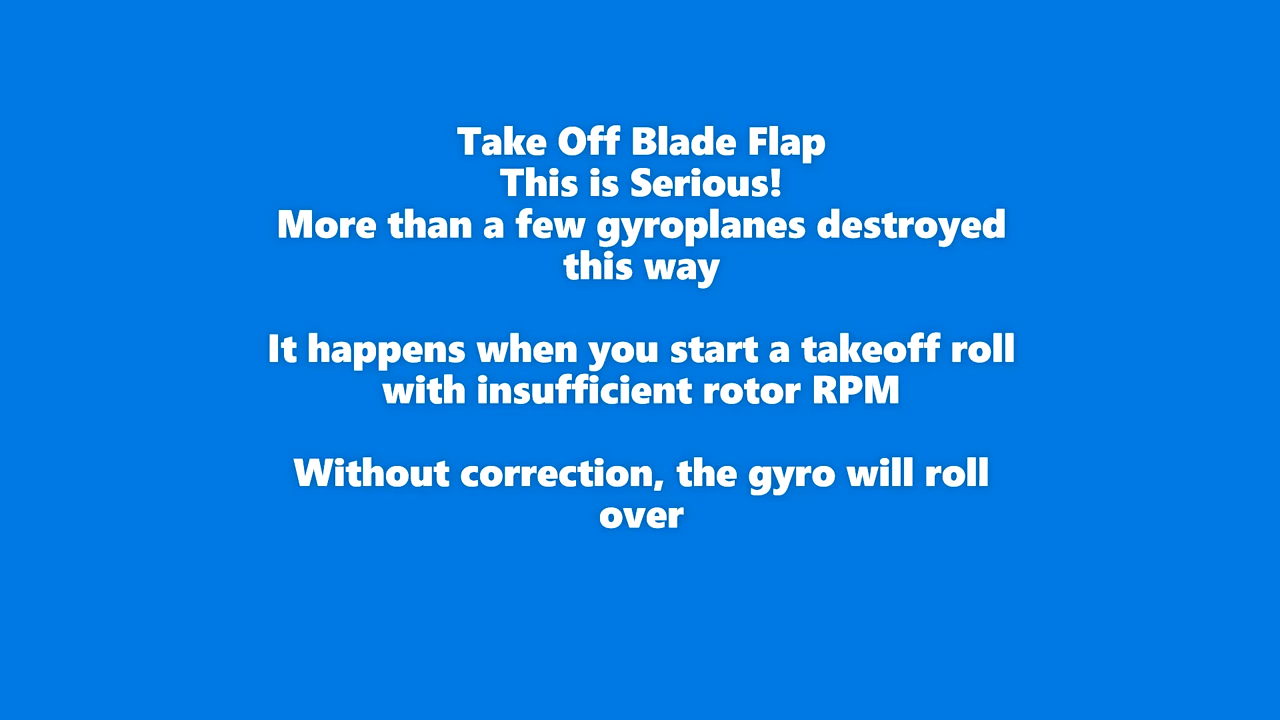 Take Off Blade Flap
This is Serious!
More than a few gyroplanes destroyed
this way
It happens when you start a takeoff roll
with insufficient rotor RPM
Without correction, the gyro will roll
over